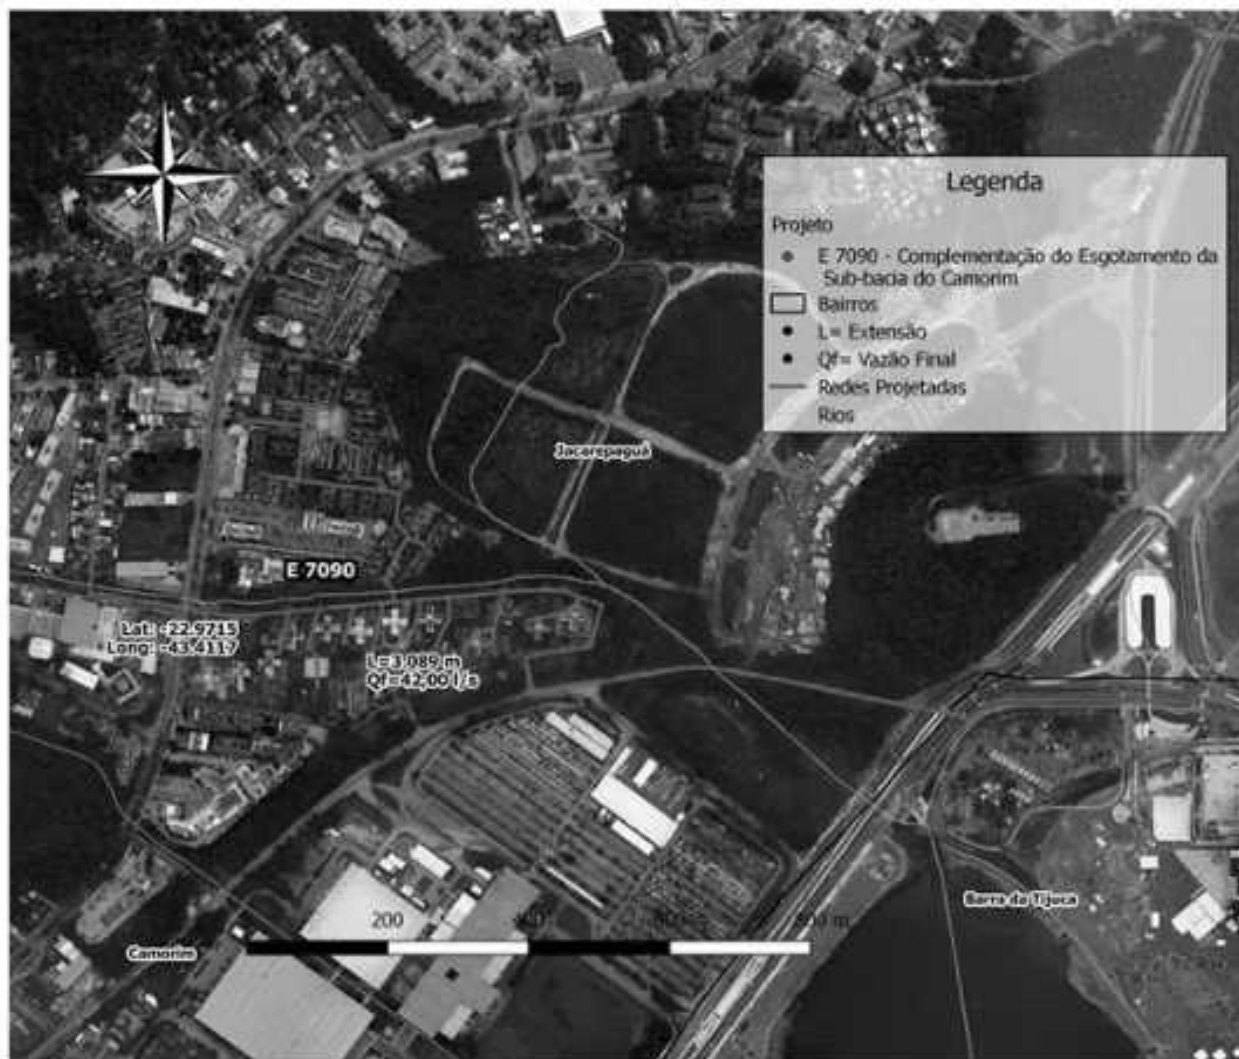 Legenda
Projeto
E 7090 - Complementação do Esgotamento da
Sub-bacia do Camorim
Bairros
L= Extensão
Qf= Vazão Final
Redes Projetadas
Rios
Jacarepaguá
E 7090
Lat: -22.9715
Long: -43.4117
L=3,089 m
Qf=42,00 l/s
Barra da Tijuca
200
400
800 m
Camorim